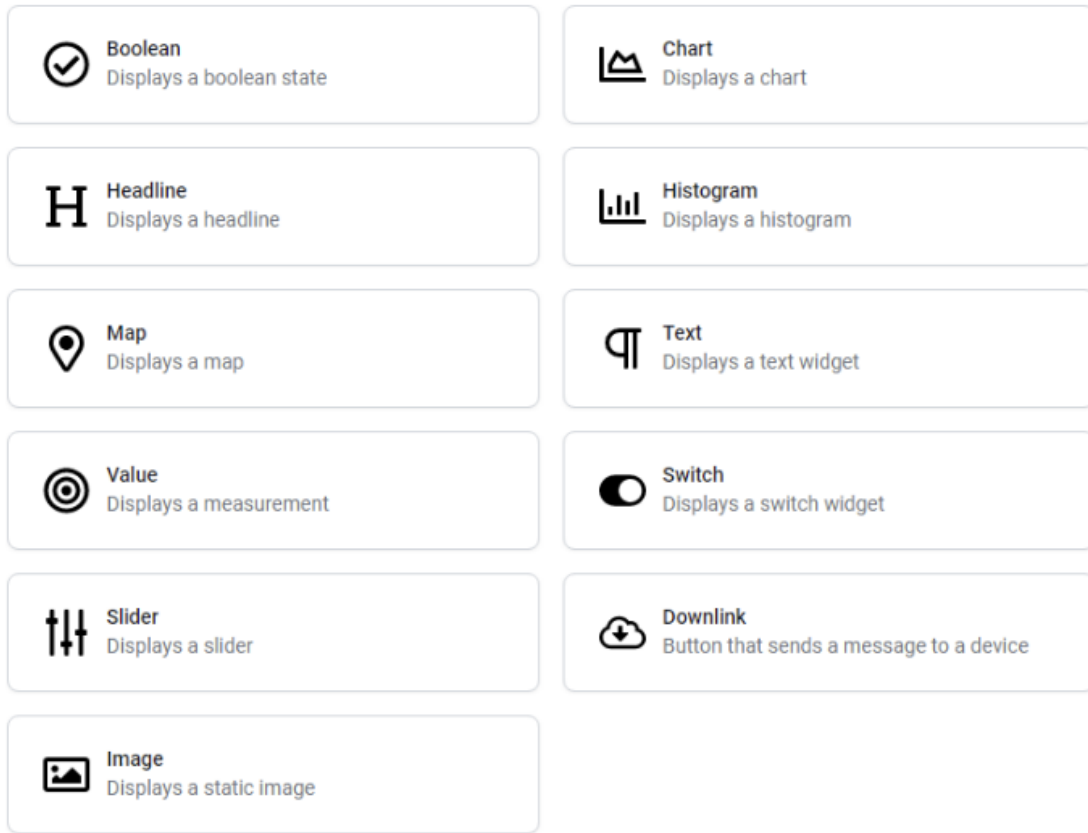 Boolean
Displays a boolean state
Chart
Displays a chart
Headline
Displays a headline
Histogram
Displays a histogram
Map
Displays a map
Text
Displays a text widget
Value
Displays a measurement
Switch
Displays a switch widget
Slider
Displays a slider
Downlink
Button that sends a message to a device
Image
Displays a static image